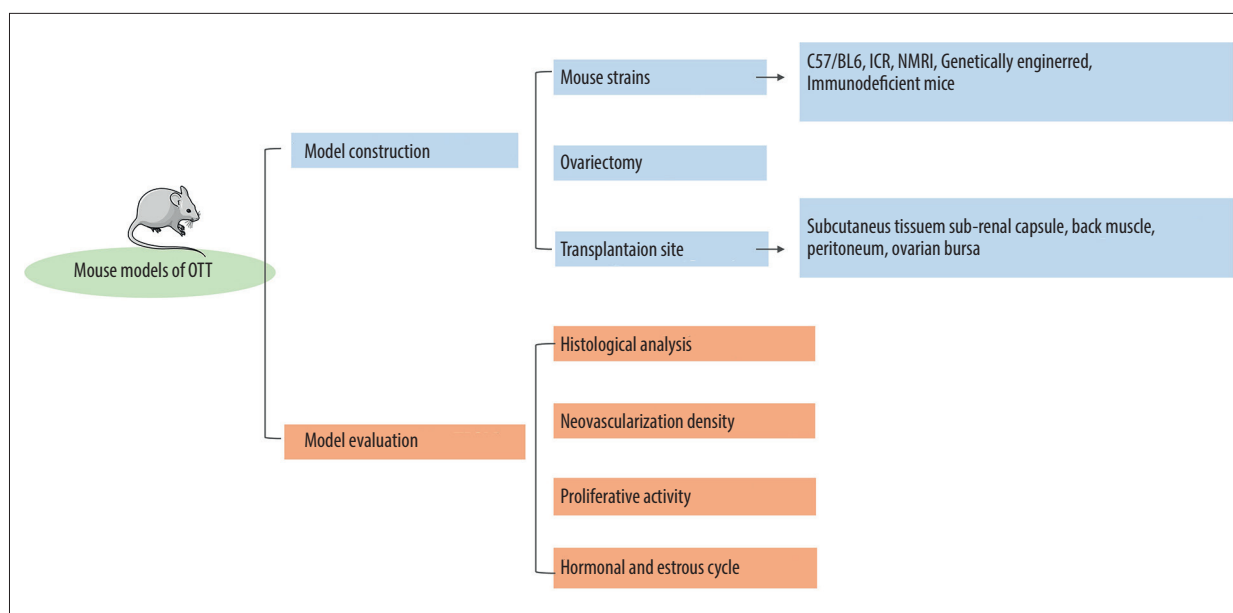 Mouse models of OTT
Model construction
Mouse strains
C57/BL6, ICR, NMRI, Genetically enginerred,
Immunodeficient mice
Ovariectomy
Transplantaion site
Subcutaneus tissuem sub-renal capsule, back muscle,
peritoneum, ovarian bursa
Model evaluation
Histological analysis
Neovascularization density
Proliferative activity
Hormonal and estrous cycle